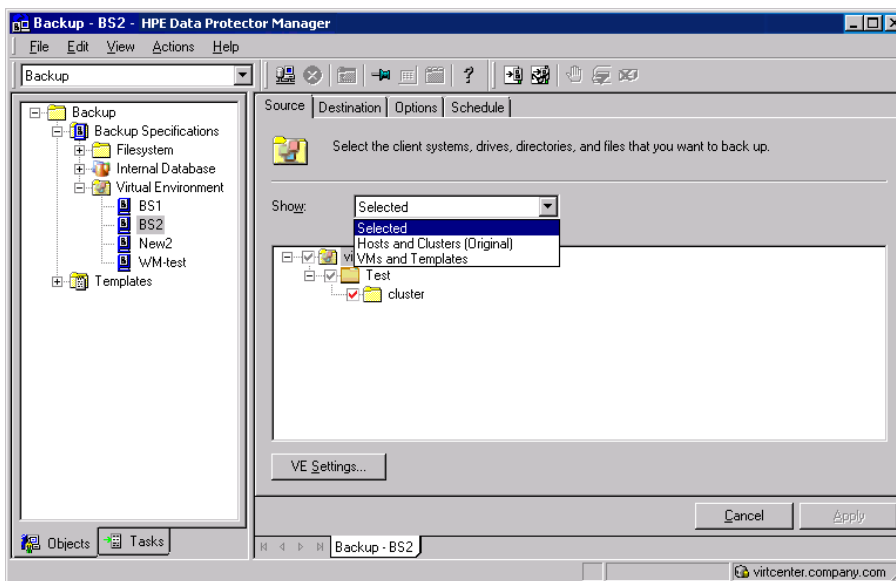 Backup - BS2 - HPE Data Protector Manager
File Edit View Actions Help
Backup
Backup
Backup Specifications
Filesystem
Internal Database
Virtual Environment
BS1
BS2
New2
WM-test
Templates
Objects
Tasks
Source
Destination
Options
Schedule
Select the client systems, drives, directories, and files that you want to back up.
Show:
Selected
Selected
Hosts and Clusters (Original)
VMs and Templates
Test
cluster
VE Settings...
Cancel
Apply
Backup - BS2
virtcenter.company.com